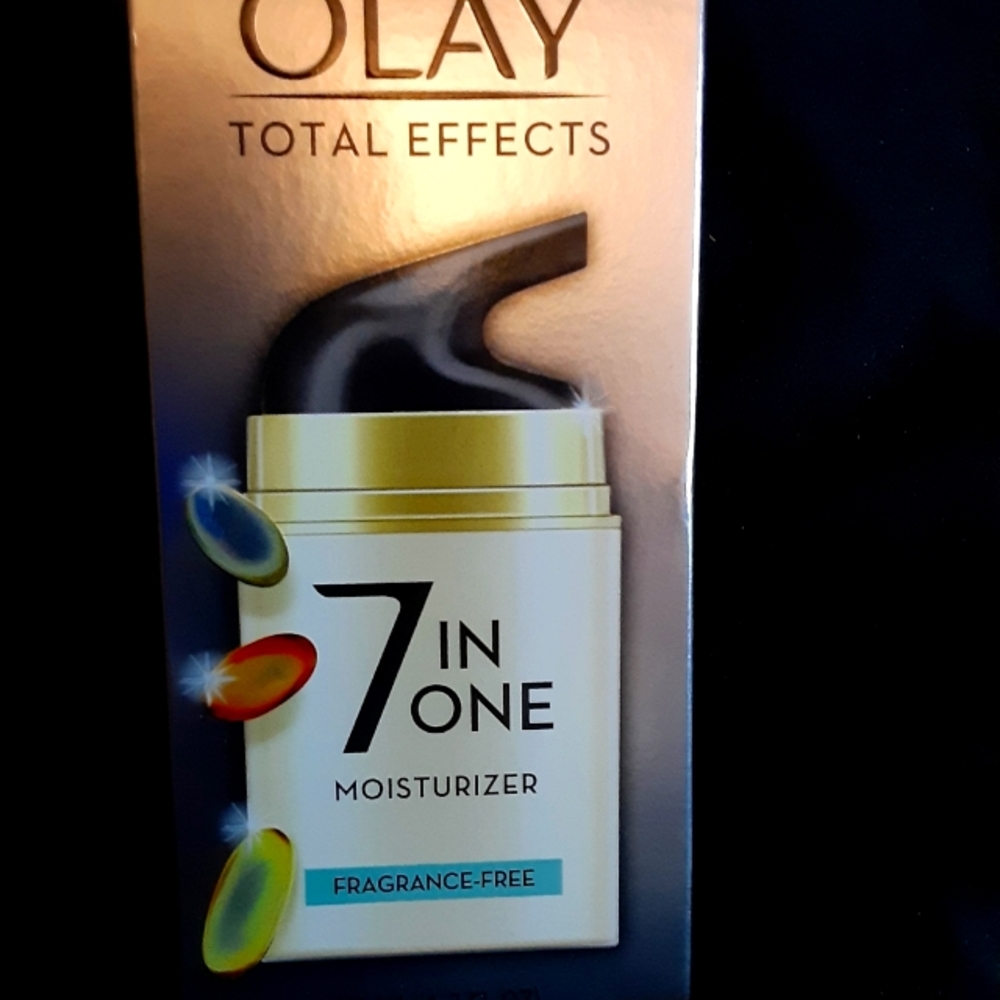 OLAY
TOTAL EFFECTS
7 IN
ONE
MOISTURIZER
FRAGRANCE-FREE